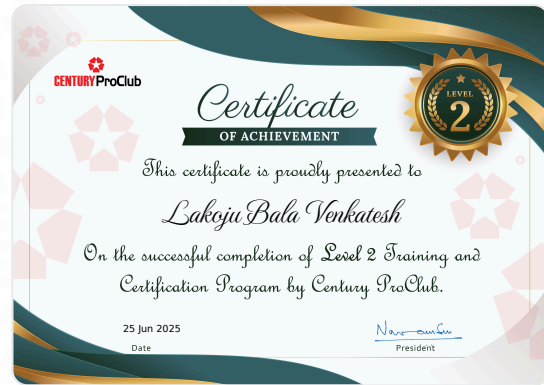 CENTURY ProClub
Certificate
OF ACHIEVEMENT
LEVEL
2
This certificate is proudly presented to
Lakoju Bala Venkatesh
On the successful completion of Level 2 Training and
Certification Program by Century ProClub.
25 Jun 2025
Date
President